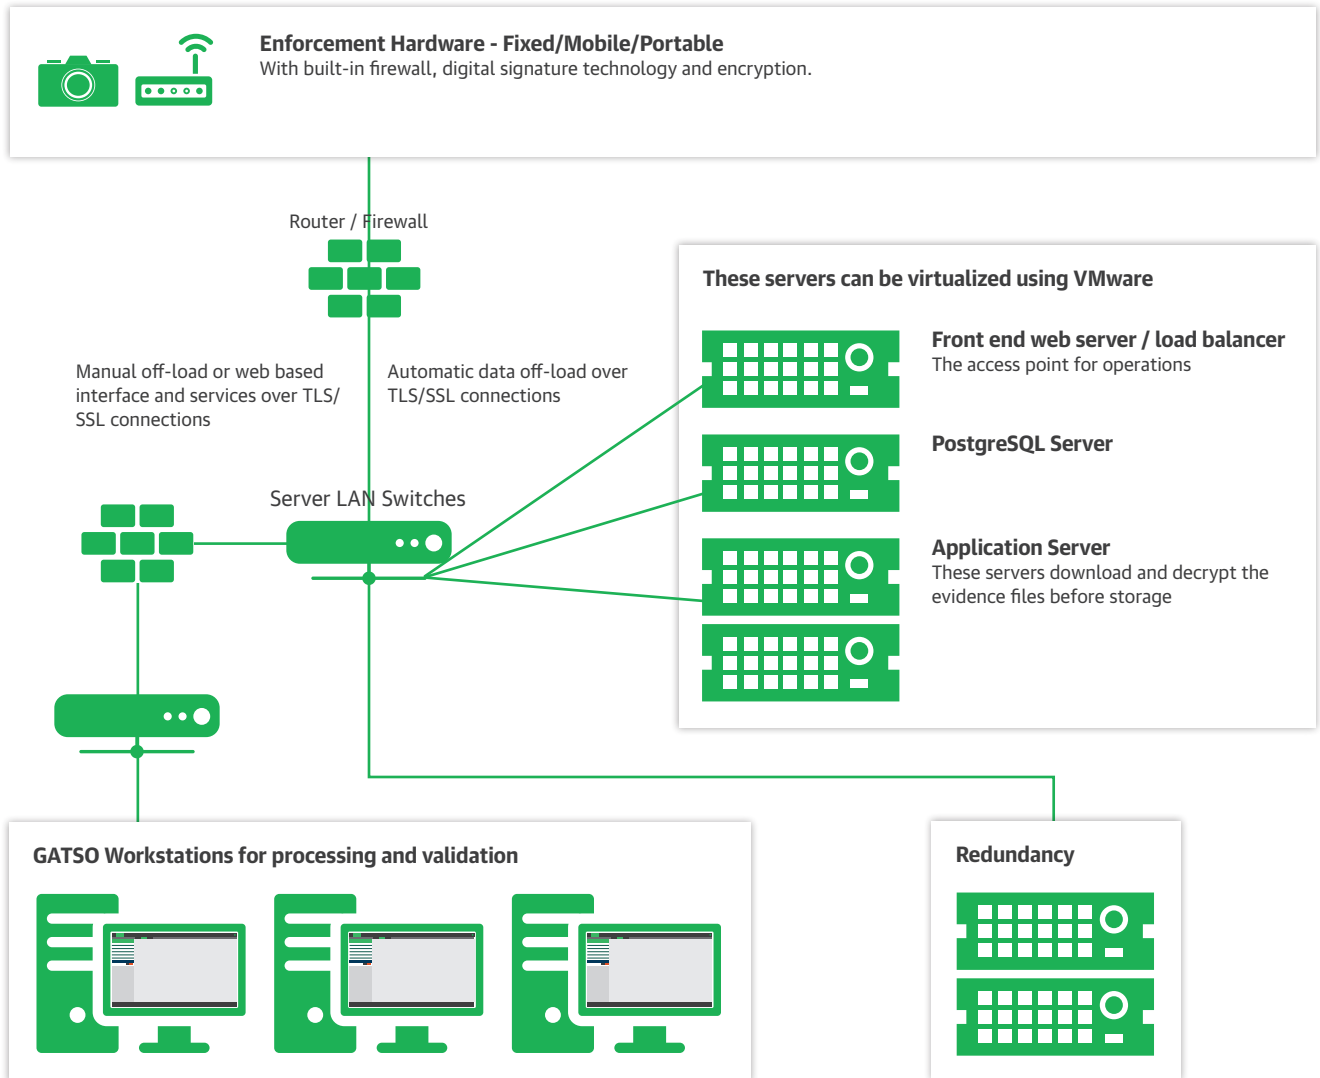 Enforcement Hardware - Fixed/Mobile/Portable
With built-in firewall, digital signature technology and encryption.
Router / Firewall
These servers can be virtualized using VMware
Front end web server / load balancer
The access point for operations
Manual off-load or web based
interface and services over TLS/
SSL connections
Automatic data off-load over
TLS/SSL connections
PostgreSQL Server
Server LAN Switches
Application Server
These servers download and decrypt the
evidence files before storage
GATSO Workstations for processing and validation
Redundancy